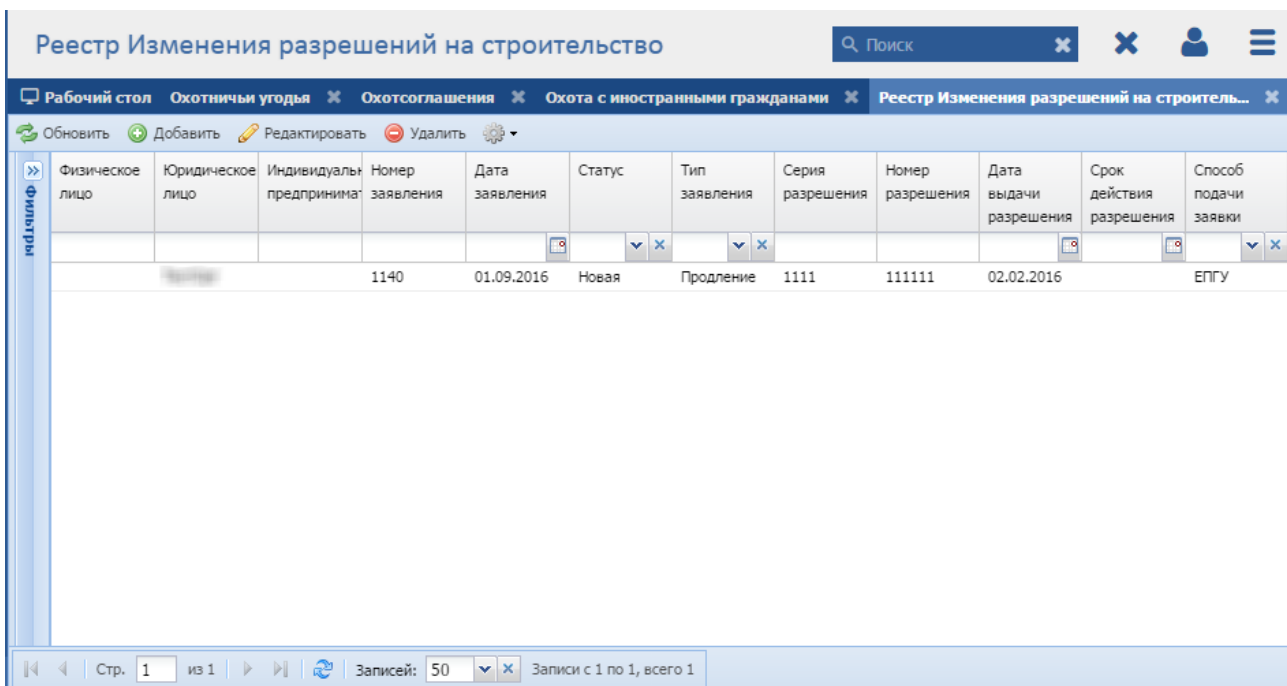 Реестр Изменения разрешений на строительство
Поиск
Рабочий стол Охотничьи угодья Охотсоглашения Охота с иностранными гражданами Реестр Изменения разрешений на строитель...
Обновить Добавить Редактировать Удалить
Фильтры
Физическое лицо
Юридическое лицо
Индивидуальн предпринимат
Номер заявления
Дата заявления
Статус
Тип заявления
Серия разрешения
Номер разрешения
Дата выдачи разрешения
Срок действия разрешения
Способ подачи заявки
1140 01.09.2016 Новая Продление 1111 111111 02.02.2016 ЕПГУ
Стр. 1 из 1 Записей: 50 Записи с 1 по 1, всего 1